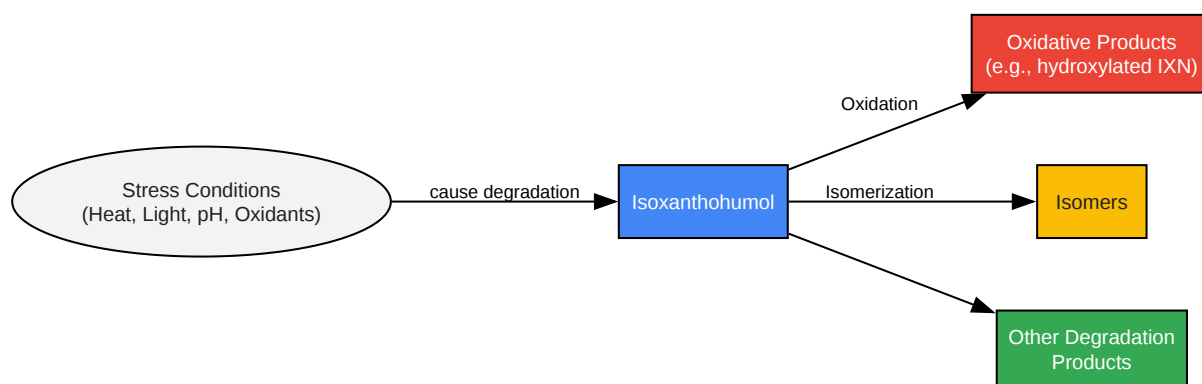 Stress Conditions
(Heat, Light, pH, Oxidants)
cause degradation
Isoxanthohumol
Oxidation
Oxidative Products
(e.g., hydroxylated IXN)
Isomerization
Isomers
Other Degradation
Products